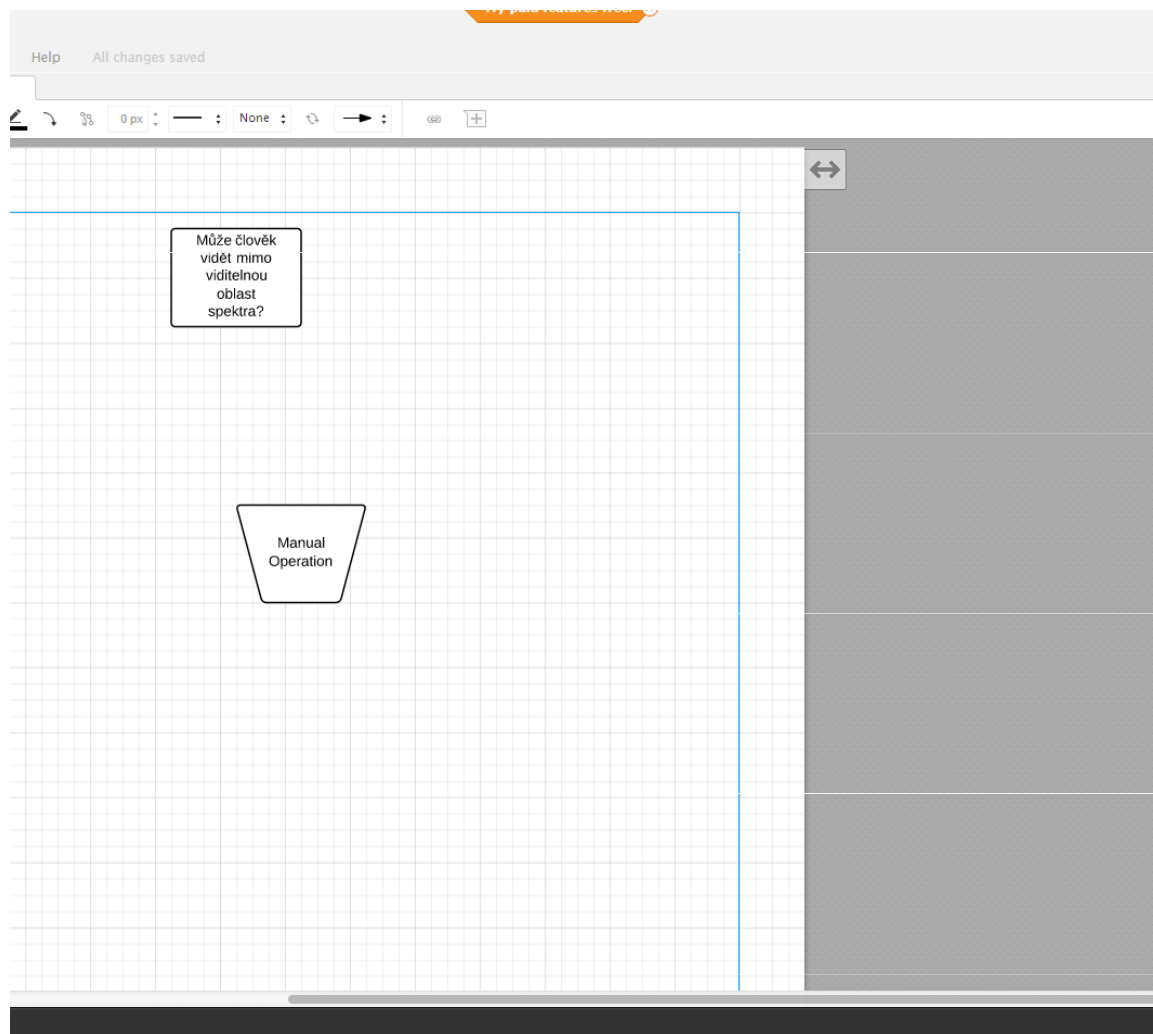 Help All changes saved
0 px None
Může člověk
vidět mimo
viditelnou
oblast
spektra?
Manual
Operation